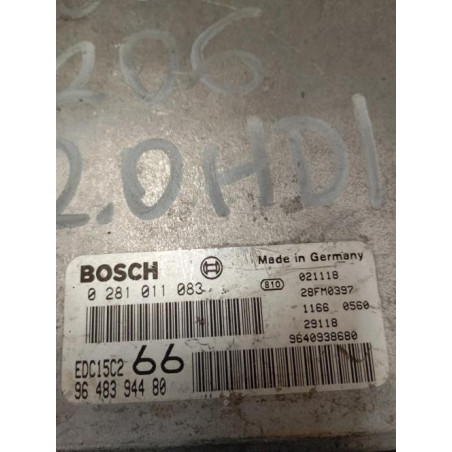 206
2.0HDI
BOSCH Made in Germany
0 281 011 083 810 021118
28FM0397
1166 0560
29118
9640938680
EDC15C2 66
96 483 944 80